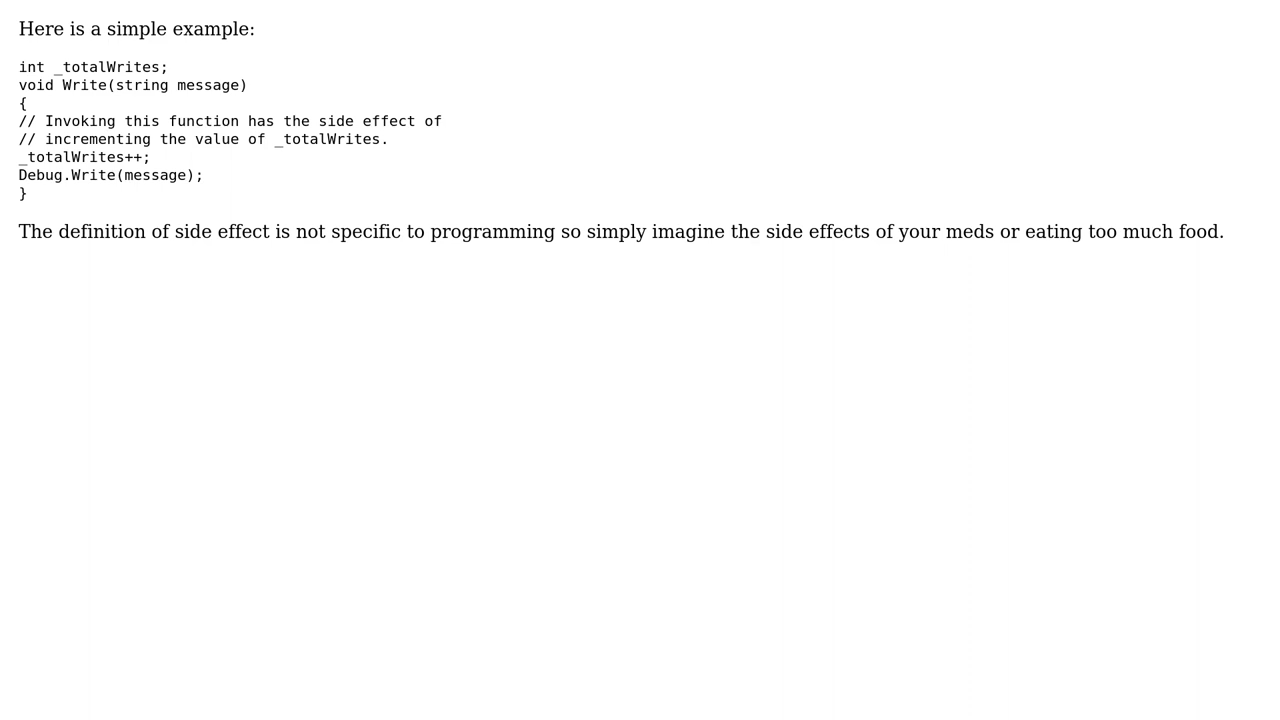 Here is a simple example:
int _totalWrites;
void Write(string message)
{
// Invoking this function has the side effect of
// incrementing the value of _totalWrites.
_totalWrites++;
Debug.Write(message);
}
The definition of side effect is not specific to programming so simply imagine the side effects of your meds or eating too much food.